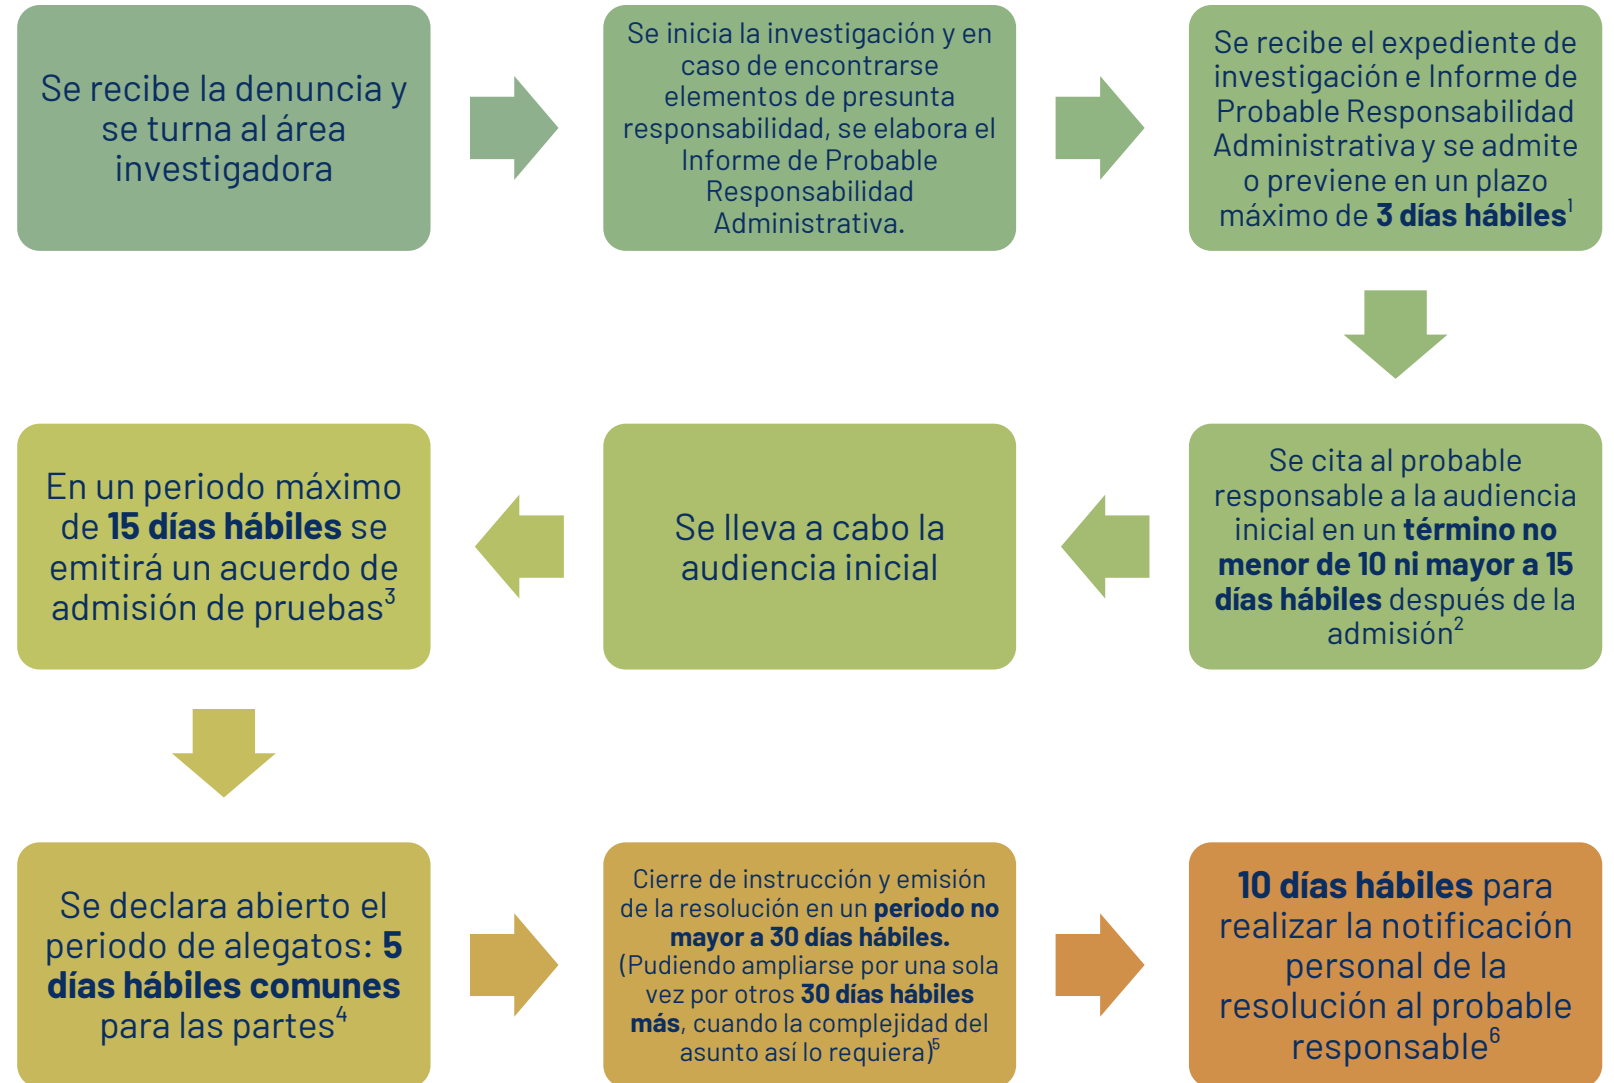 Se recibe la denuncia y
se turna al área
investigadora
Se inicia la investigación y en
caso de encontrarse
elementos de presunta
responsabilidad, se elabora el
Informe de Probable
Responsabilidad
Administrativa.
Se recibe el expediente de
investigación e Informe de
Probable Responsabilidad
Administrativa y se admite
o previene en un plazo
máximo de 3 días hábiles¹
Se cita al probable
responsable a la audiencia
inicial en un término no
menor de 10 ni mayor a 15
días hábiles después de la
admisión²
Se lleva a cabo la
audiencia inicial
En un periodo máximo
de 15 días hábiles se
emitirá un acuerdo de
admisión de pruebas³
Se declara abierto el
periodo de alegatos: 5
días hábiles comunes
para las partes⁴
Cierre de instrucción y emisión
de la resolución en un periodo no
mayor a 30 días hábiles.
(Pudiendo ampliarse por una sola
vez por otros 30 días hábiles
más, cuando la complejidad del
asunto así lo requiera)⁵
10 días hábiles para
realizar la notificación
personal de la
resolución al probable
responsable⁶